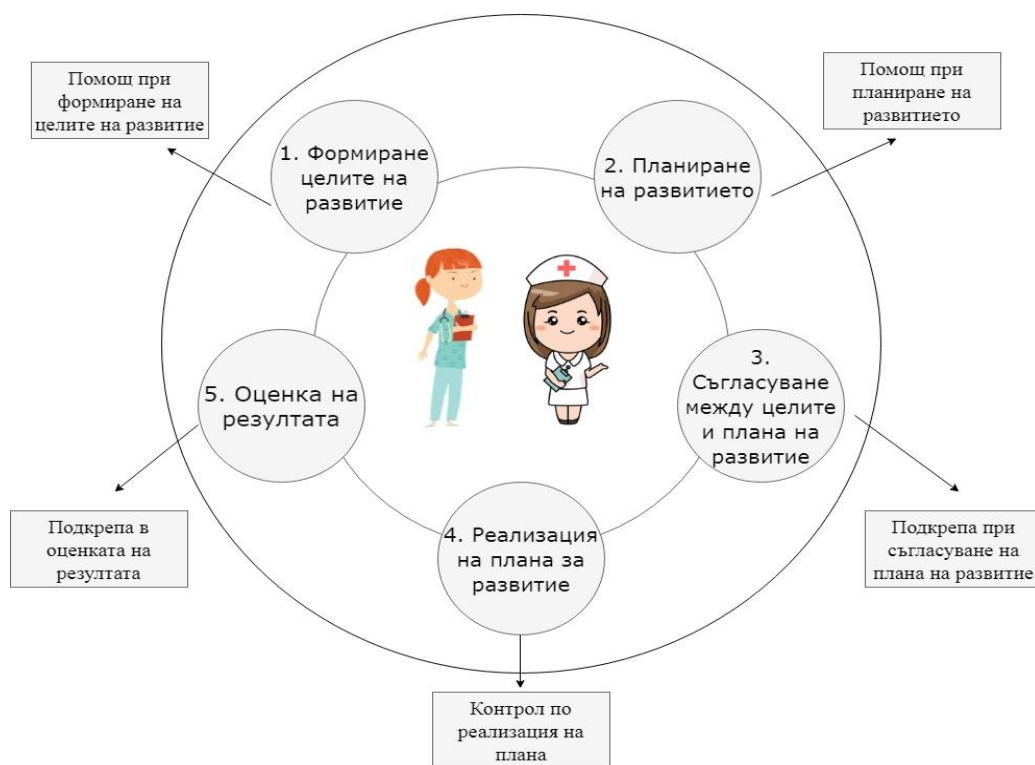 Помощ при
формиране на
целите на развитие
Помощ при
планиране на
развитието
1. Формиране
целите на
развитие
2. Планиране
на развитието
3.
Съгласуване
между целите
и плана на
развитие
5. Оценка на
резултата
4. Реализация
на плана за
развитие
Подкрепа в
оценката на
резултата
Подкрепа при
съгласуване на
плана на развитие
Контрол по
реализация на
плана